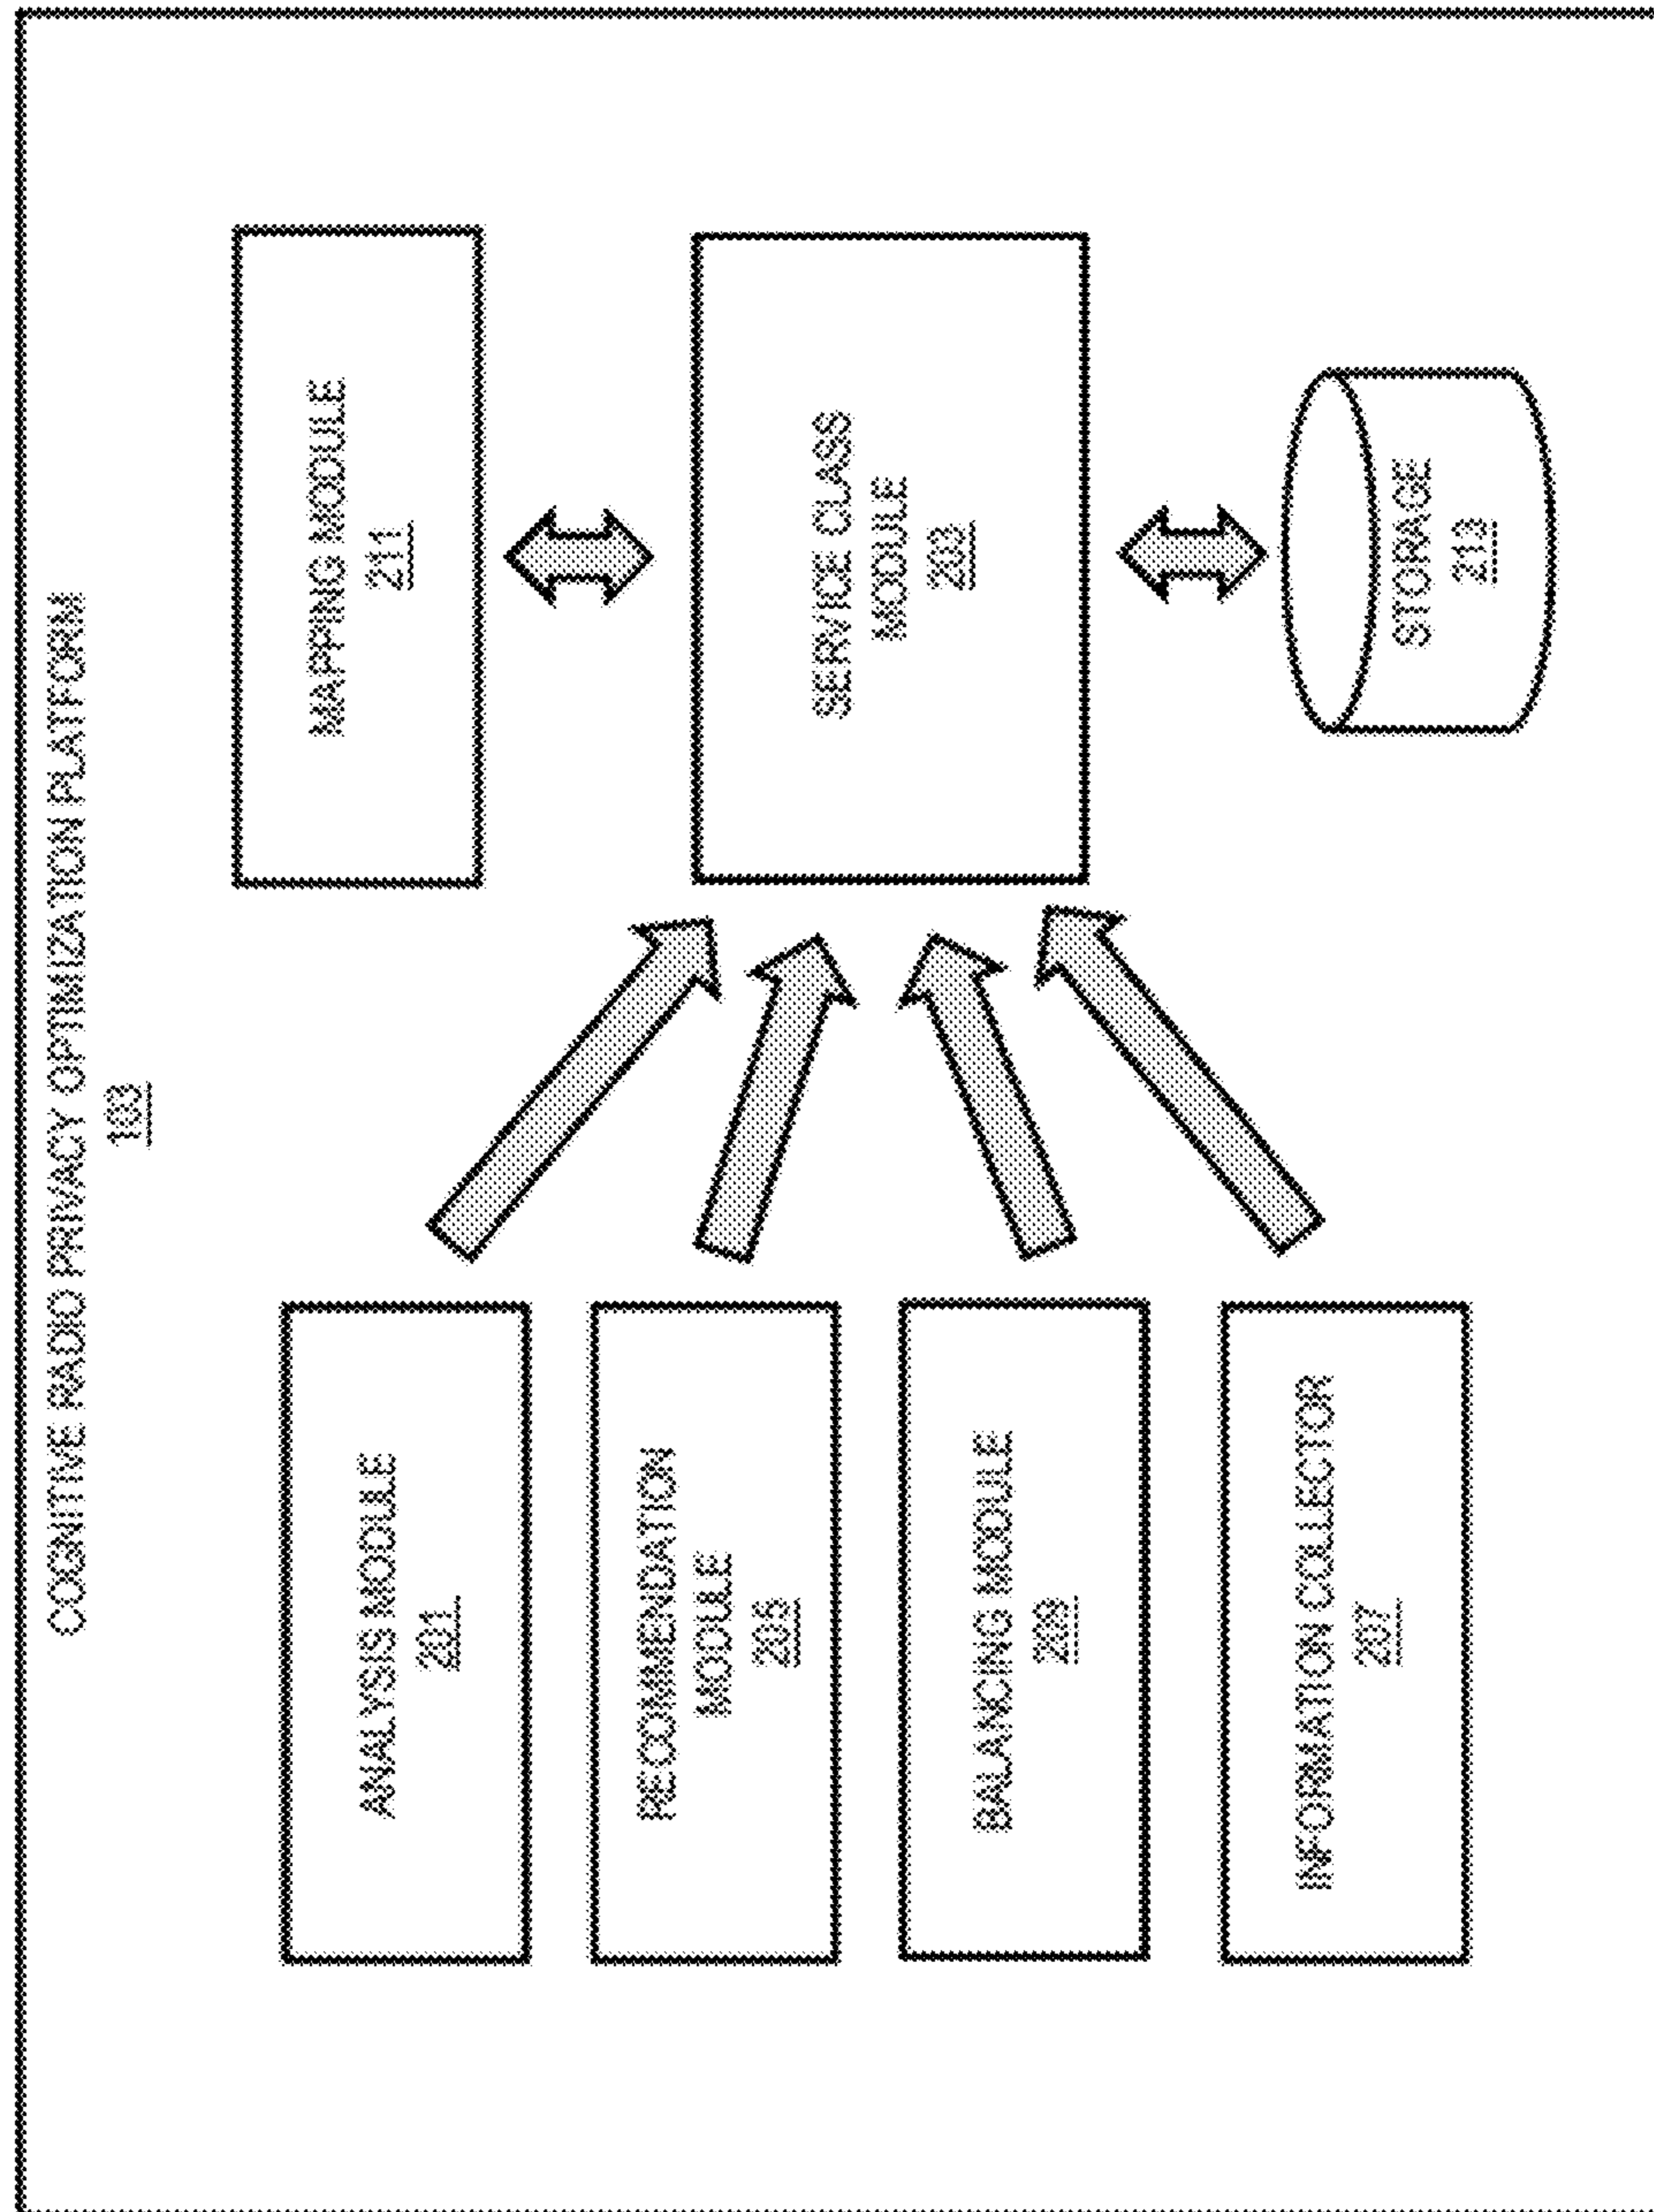 COGNITIVE RADIO PRIVACY OPTIMIZATION PLATFORM
103
ANALYSIS MODULE
201
RECOMMENDATION
MODULE
205
BALANCING MODULE
209
INFORMATION COLLECTOR
207
MAPPING MODULE
211
SERVICE CLASS
MODULE
203
STORAGE
213